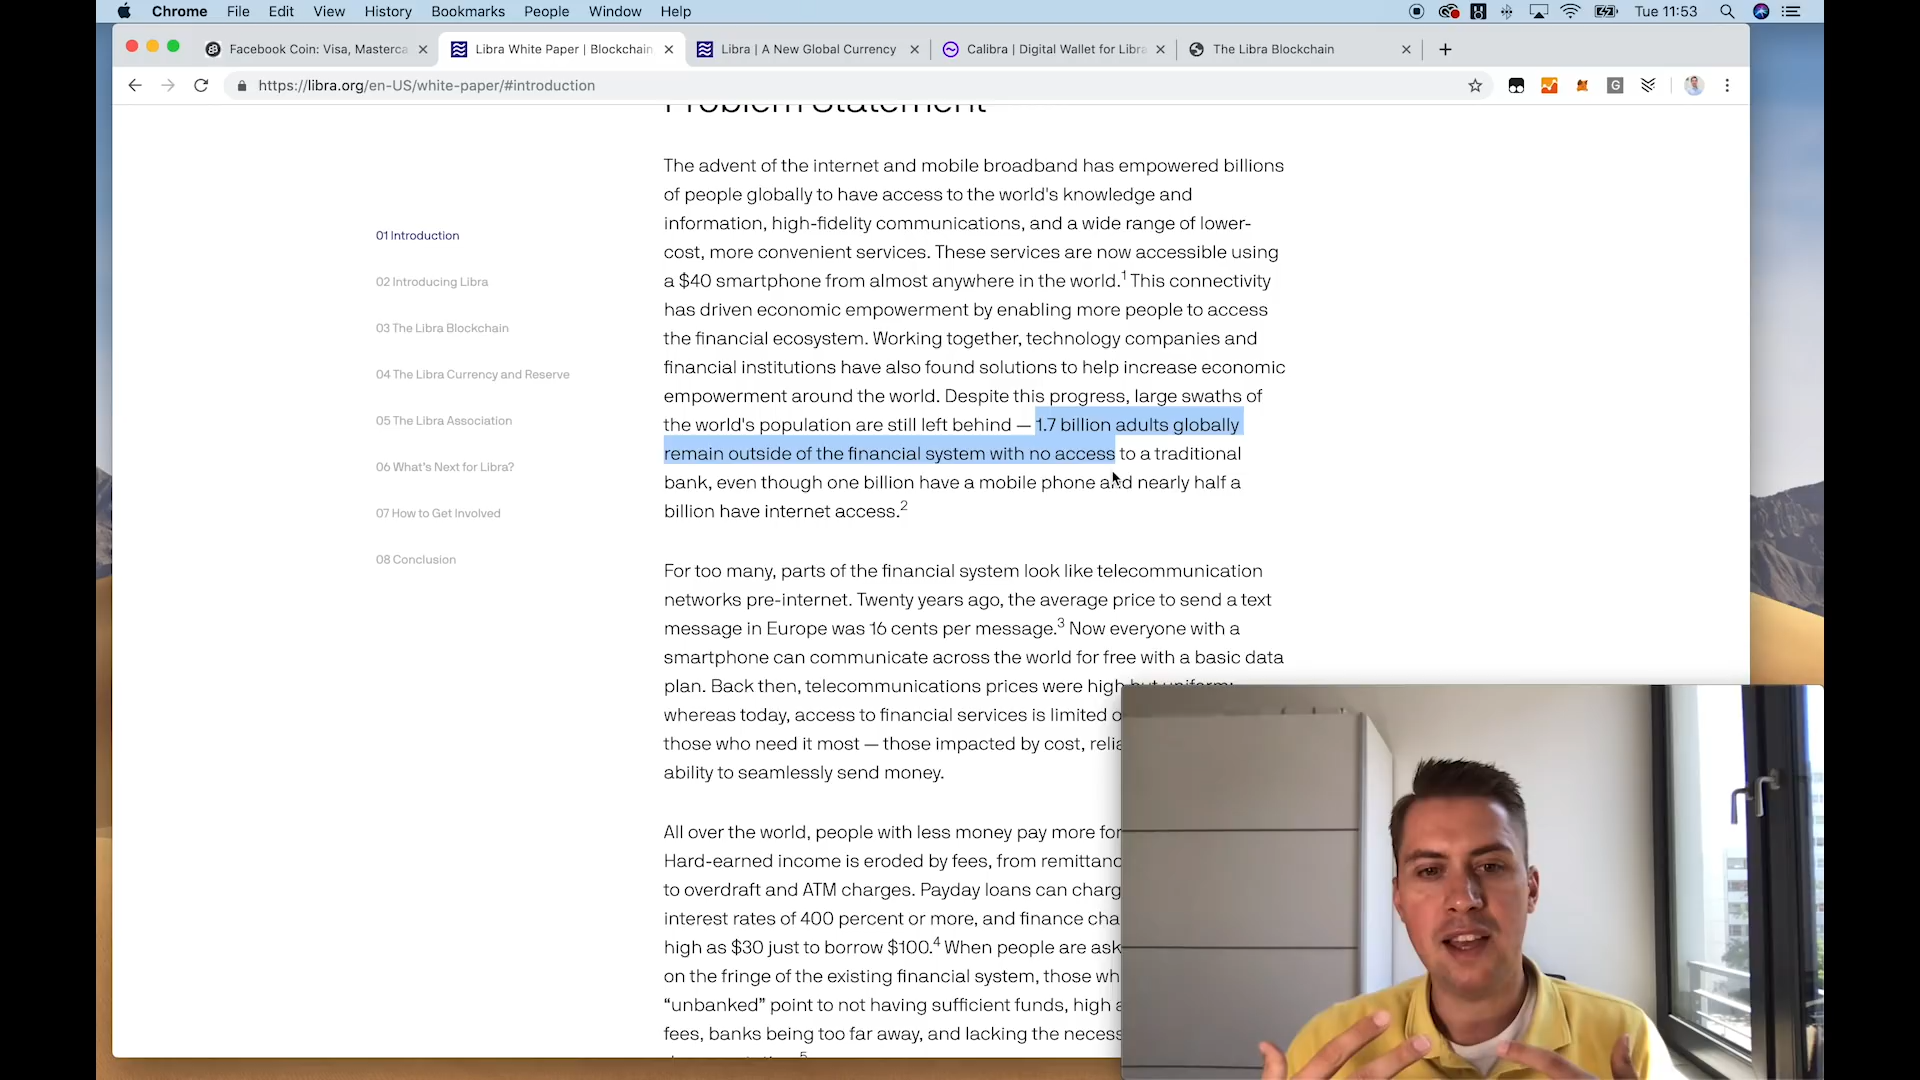 Chrome File Edit View History Bookmarks People Window Help Tue 11:53
Facebook Coin: Visa, Masterca
Libra White Paper | Blockchain
Libra | A New Global Currency
Calibra | Digital Wallet for Libra
The Libra Blockchain
https://libra.org/en-US/white-paper/#introduction
Problem Statement
01 Introduction
02 Introducing Libra
03 The Libra Blockchain
04 The Libra Currency and Reserve
05 The Libra Association
06 What's Next for Libra?
07 How to Get Involved
08 Conclusion
The advent of the internet and mobile broadband has empowered billions
of people globally to have access to the world's knowledge and
information, high-fidelity communications, and a wide range of lower-
cost, more convenient services. These services are now accessible using
a $40 smartphone from almost anywhere in the world.1 This connectivity
has driven economic empowerment by enabling more people to access
the financial ecosystem. Working together, technology companies and
financial institutions have also found solutions to help increase economic
empowerment around the world. Despite this progress, large swaths of
the world's population are still left behind — 1.7 billion adults globally
remain outside of the financial system with no access to a traditional
bank, even though one billion have a mobile phone and nearly half a
billion have internet access.2
For too many, parts of the financial system look like telecommunication
networks pre-internet. Twenty years ago, the average price to send a text
message in Europe was 16 cents per message.3 Now everyone with a
smartphone can communicate across the world for free with a basic data
plan. Back then, telecommunications prices were high but uniform;
whereas today, access to financial services is limited o
those who need it most — those impacted by cost, relia
ability to seamlessly send money.
All over the world, people with less money pay more for
Hard-earned income is eroded by fees, from remittanc
to overdraft and ATM charges. Payday loans can charg
interest rates of 400 percent or more, and finance cha
high as $30 just to borrow $100.4 When people are ask
on the fringe of the existing financial system, those wh
“unbanked” point to not having sufficient funds, high a
fees, banks being too far away, and lacking the necess
5